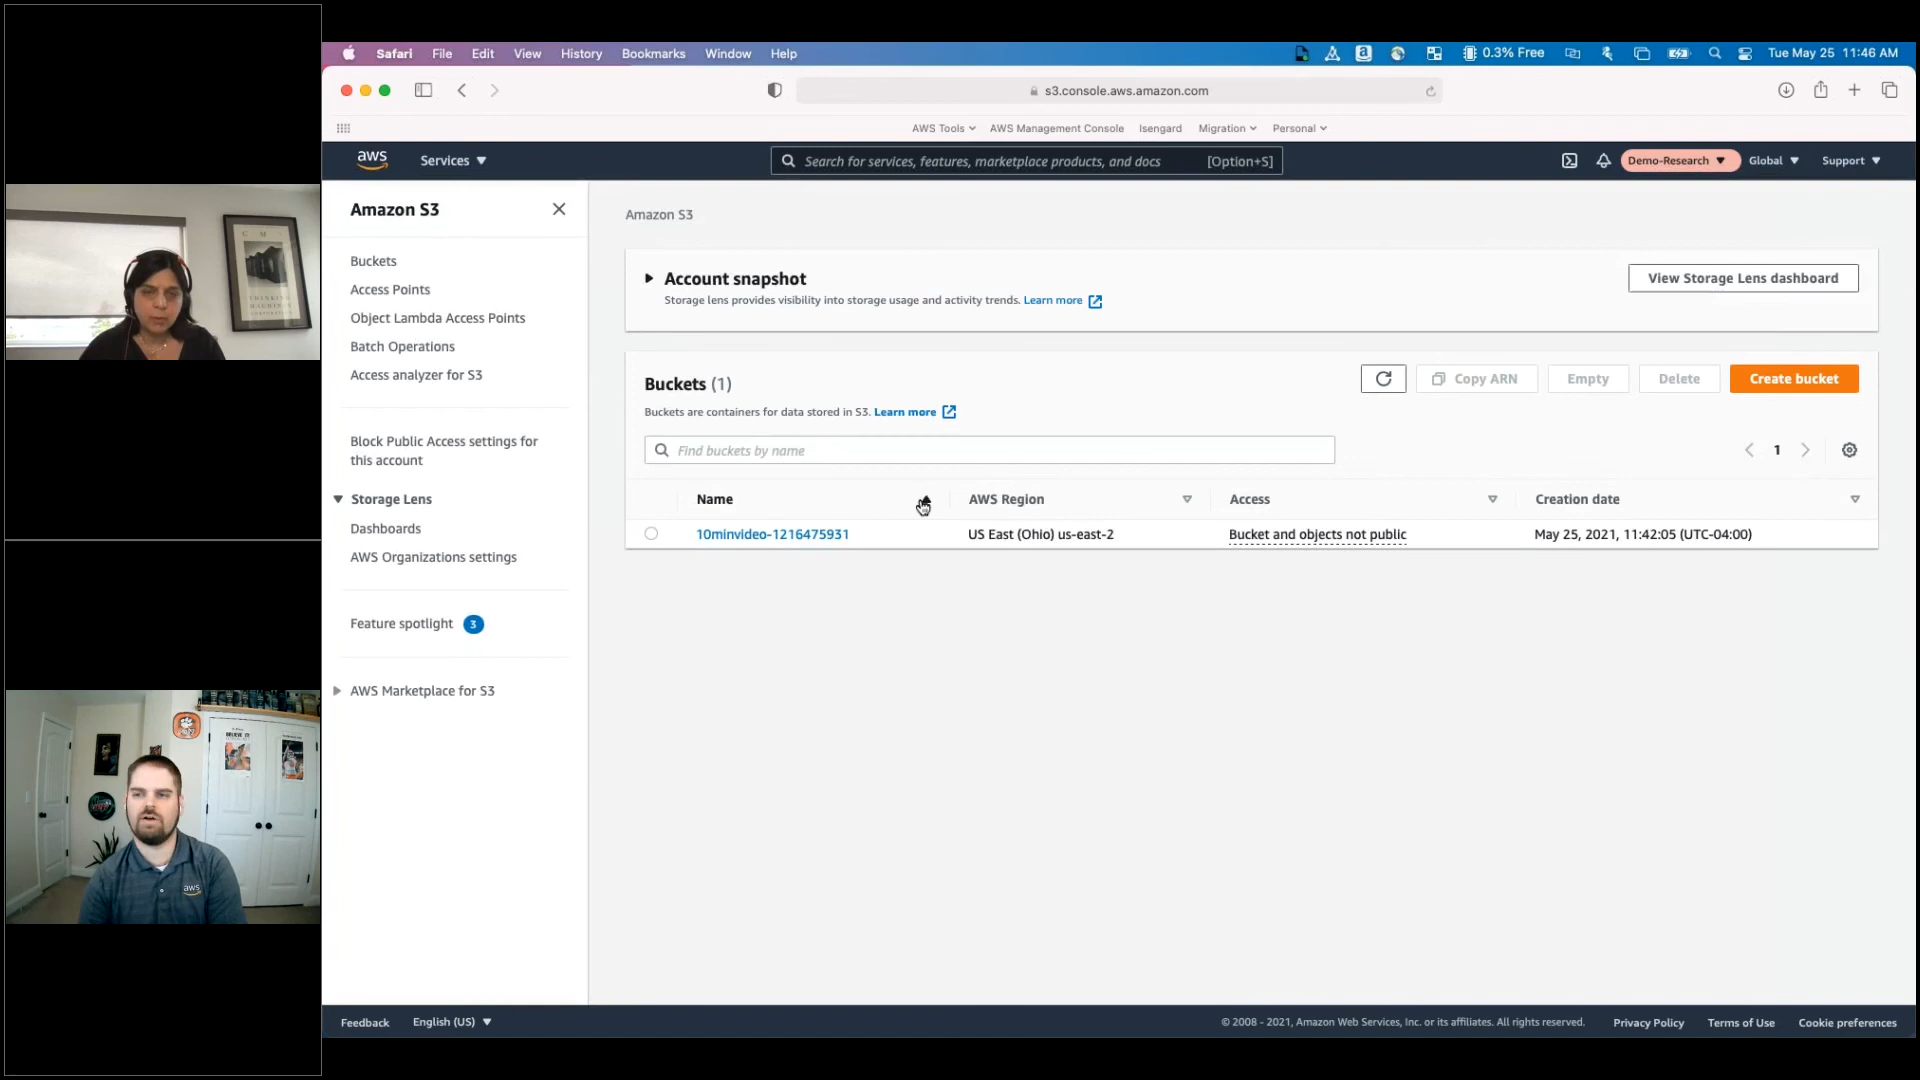 Safari File Edit View History Bookmarks Window Help
0.3% Free Tue May 25 11:46 AM
s3.console.aws.amazon.com
AWS Tools AWS Management Console Isengard Migration Personal
aws Services Search for services, features, marketplace products, and docs [Option+S] Demo-Research Global Support
Amazon S3
Buckets
Access Points
Object Lambda Access Points
Batch Operations
Access analyzer for S3
Block Public Access settings for
this account
Storage Lens
Dashboards
AWS Organizations settings
Feature spotlight 3
AWS Marketplace for S3
Amazon S3
Account snapshot View Storage Lens dashboard
Storage lens provides visibility into storage usage and activity trends. Learn more
Buckets (1) Copy ARN Empty Delete Create bucket
Buckets are containers for data stored in S3. Learn more
Find buckets by name 1
Name AWS Region Access Creation date
10minvideo-1216475931 US East (Ohio) us-east-2 Bucket and objects not public May 25, 2021, 11:42:05 (UTC-04:00)
Feedback English (US) © 2008 - 2021, Amazon Web Services, Inc. or its affiliates. All rights reserved. Privacy Policy Terms of Use Cookie preferences
aws